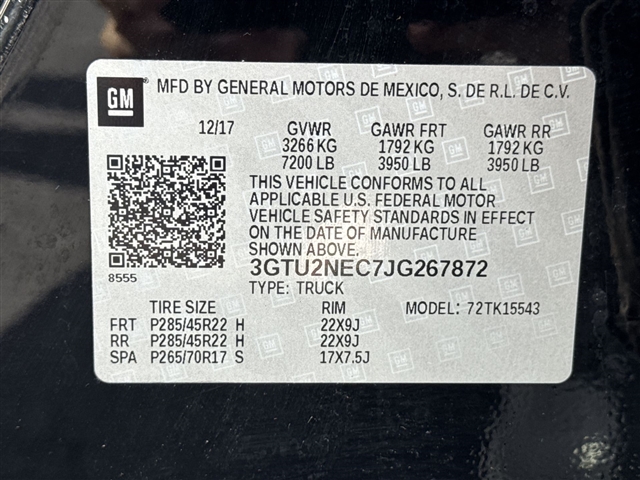 GM MFD BY GENERAL MOTORS DE MEXICO, S. DE R.L. DE C.V.
12/17 GVWR GAWR FRT GAWR RR
3266 KG 1792 KG 1792 KG
7200 LB 3950 LB 3950 LB
THIS VEHICLE CONFORMS TO ALL
APPLICABLE U.S. FEDERAL MOTOR
VEHICLE SAFETY STANDARDS IN EFFECT
ON THE DATE OF MANUFACTURE
SHOWN ABOVE.
8555 3GTU2NEC7JG267872
TYPE: TRUCK MODEL: 72TK15543
TIRE SIZE RIM
FRT P285/45R22 H 22X9J
RR P285/45R22 H 22X9J
SPA P265/70R17 S 17X7.5J